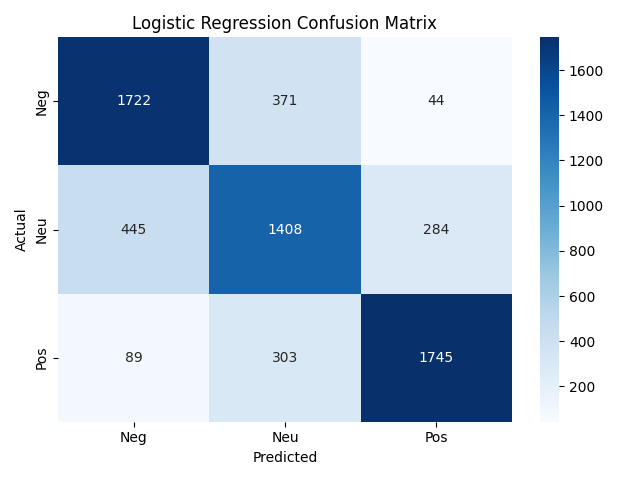 Logistic Regression Confusion Matrix
Neg 1722 371 44
Neu 445 1408 284
Pos 89 303 1745
Neg Neu Pos
Predicted
Actual
1600
1400
1200
1000
800
600
400
200